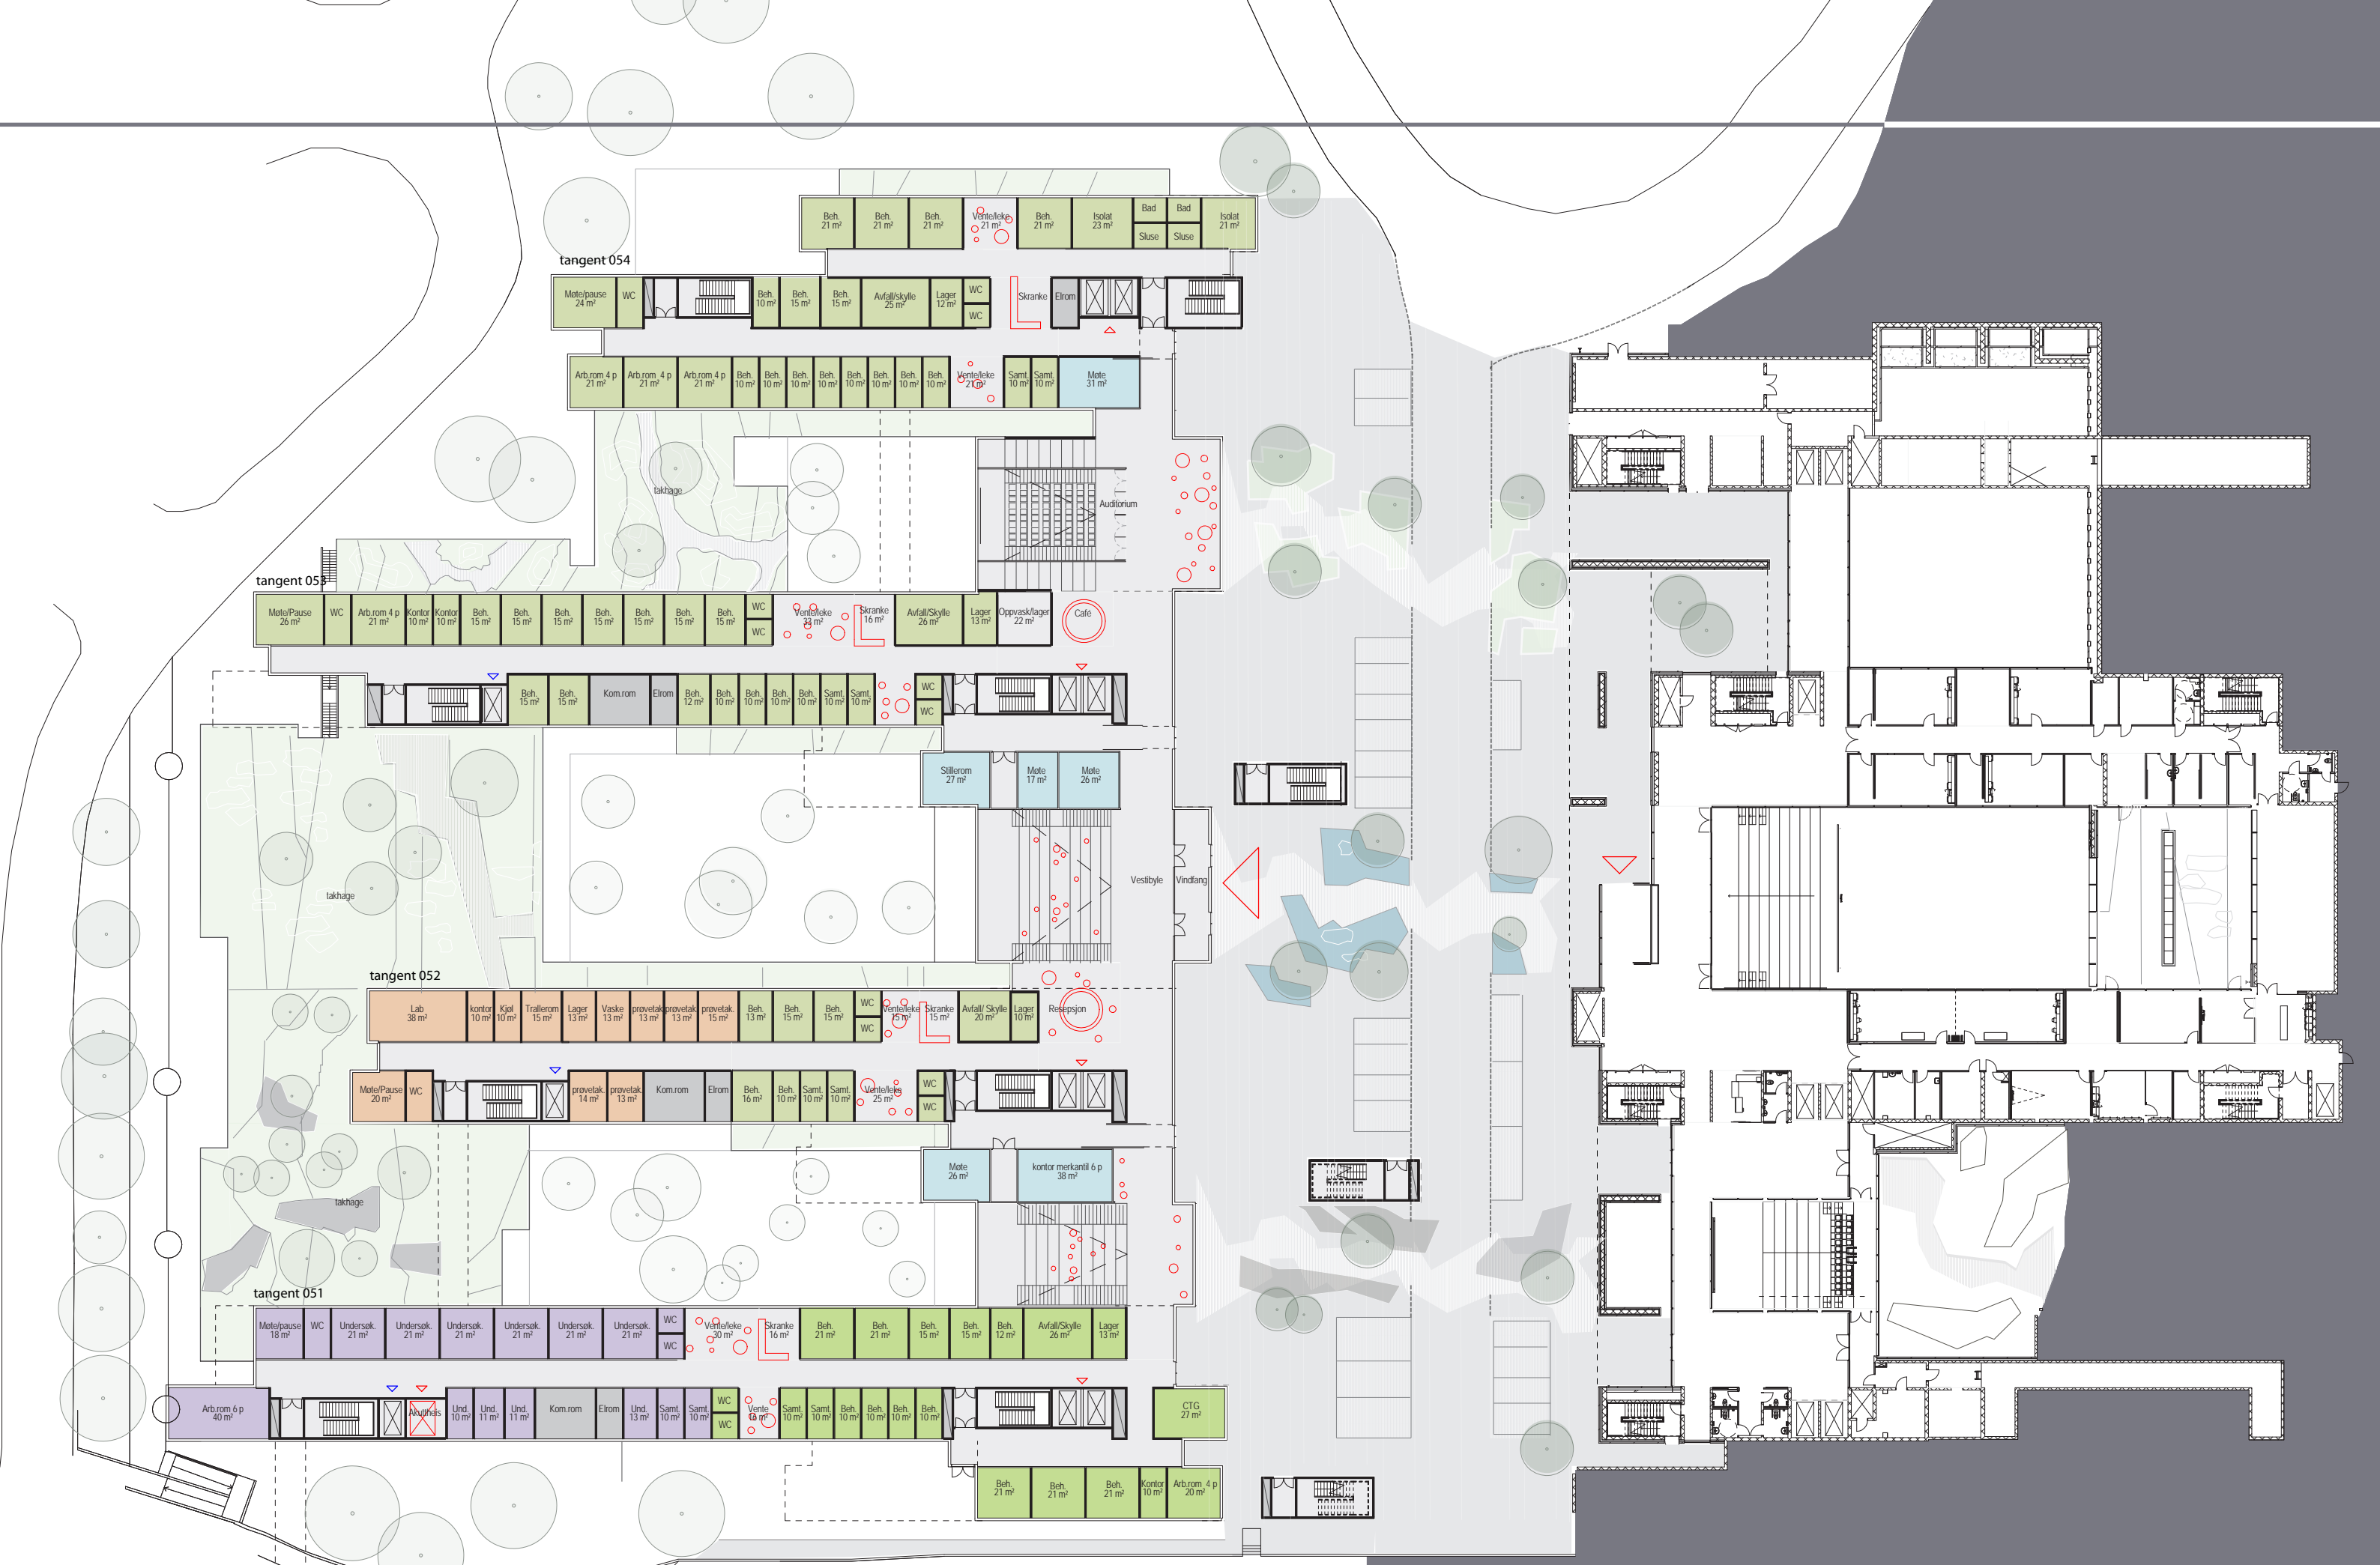 Beh.
21 m²
Beh.
21 m²
Beh.
21 m²
Vente/leke
21 m²
Beh.
21 m²
Isolat
23 m²
Bad
Sluse
Bad
Sluse
Isolat
21 m²
tangent 054
Møte/pause
24 m²
WC
Beh.
10 m²
Beh.
15 m²
Beh.
15 m²
Avfall/skylle
25 m²
Lager
12 m²
WC
WC
Skranke
Elrom
Arb.rom 4 p
21 m²
Arb.rom 4 p
21 m²
Arb.rom 4 p
21 m²
Beh.
10 m²
Beh.
10 m²
Beh.
10 m²
Beh.
10 m²
Beh.
10 m²
Beh.
10 m²
Beh.
10 m²
Beh.
10 m²
Vente/leke
21 m²
Samt.
10 m²
Samt.
10 m²
Møte
31 m²
takhage
Auditorium
tangent 053
Møte/Pause
26 m²
WC
Arb.rom 4 p
21 m²
Kontor
10 m²
Kontor
10 m²
Beh.
15 m²
Beh.
15 m²
Beh.
15 m²
Beh.
15 m²
Beh.
15 m²
Beh.
15 m²
Beh.
15 m²
WC
WC
Vente/leke
33 m²
Skranke
16 m²
Avfall/Skylle
26 m²
Lager
13 m²
Oppvask/lager
22 m²
Café
Beh.
15 m²
Beh.
15 m²
Kom.rom
Elrom
Beh.
12 m²
Beh.
10 m²
Beh.
10 m²
Beh.
10 m²
Beh.
10 m²
Samt.
10 m²
Samt.
10 m²
WC
WC
Stillerom
27 m²
Møte
17 m²
Møte
26 m²
takhage
Vestibyle
Vindfang
tangent 052
Lab
38 m²
kontor
10 m²
Kjøl
10 m²
Trallerom
15 m²
Lager
13 m²
Vaske
13 m²
prøvetak.
13 m²
prøvetak.
13 m²
prøvetak.
15 m²
Beh.
13 m²
Beh.
15 m²
Beh.
15 m²
WC
WC
Vente/leke
15 m²
Skranke
15 m²
Avfall/ Skylle
20 m²
Lager
10 m²
Resepsjon
Møte/Pause
20 m²
WC
prøvetak.
14 m²
prøvetak.
13 m²
Kom.rom
Elrom
Beh.
16 m²
Beh.
10 m²
Samt.
10 m²
Samt.
10 m²
Vente/leke
25 m²
WC
WC
Møte
26 m²
kontor merkantil 6 p
38 m²
takhage
tangent 051
Møte/pause
18 m²
WC
Undersøk.
21 m²
Undersøk.
21 m²
Undersøk.
21 m²
Undersøk.
21 m²
Undersøk.
21 m²
Undersøk.
21 m²
WC
WC
Vente/leke
30 m²
Skranke
16 m²
Beh.
21 m²
Beh.
21 m²
Beh.
15 m²
Beh.
15 m²
Beh.
12 m²
Avfall/Skylle
26 m²
Lager
13 m²
Arb.rom 6 p
40 m²
Akuttheis
Und.
10 m²
Und.
11 m²
Und.
11 m²
Kom.rom
Elrom
Und.
13 m²
Samt.
10 m²
Samt.
10 m²
WC
WC
Vente
16 m²
Samt.
10 m²
Samt.
10 m²
Beh.
10 m²
Beh.
10 m²
Beh.
10 m²
Beh.
10 m²
CTG
27 m²
Beh.
21 m²
Beh.
21 m²
Beh.
21 m²
Kontor
10 m²
Arb.rom 4 p
20 m²